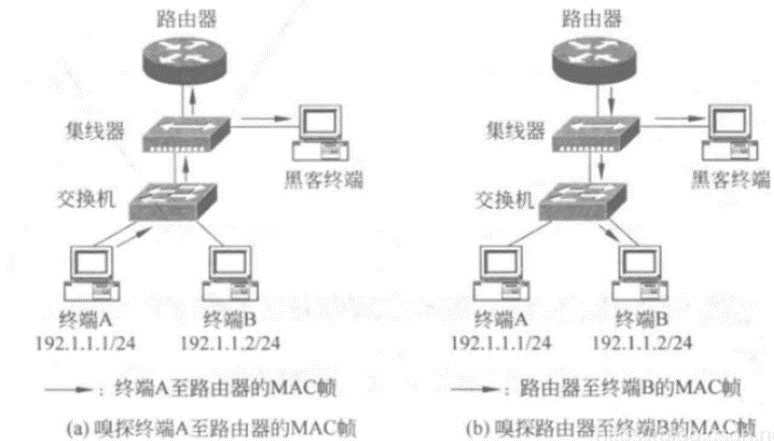 路由器
集线器
黑客终端
交换机
终端A
192.1.1.1/24
终端B
192.1.1.2/24
——►: 终端A至路由器的MAC帧
(a) 嗅探终端A至路由器的MAC帧
路由器
集线器
黑客终端
交换机
终端A
192.1.1.1/24
终端B
192.1.1.2/24
——►: 路由器至终端B的MAC帧
(b) 嗅探路由器至终端B的MAC帧